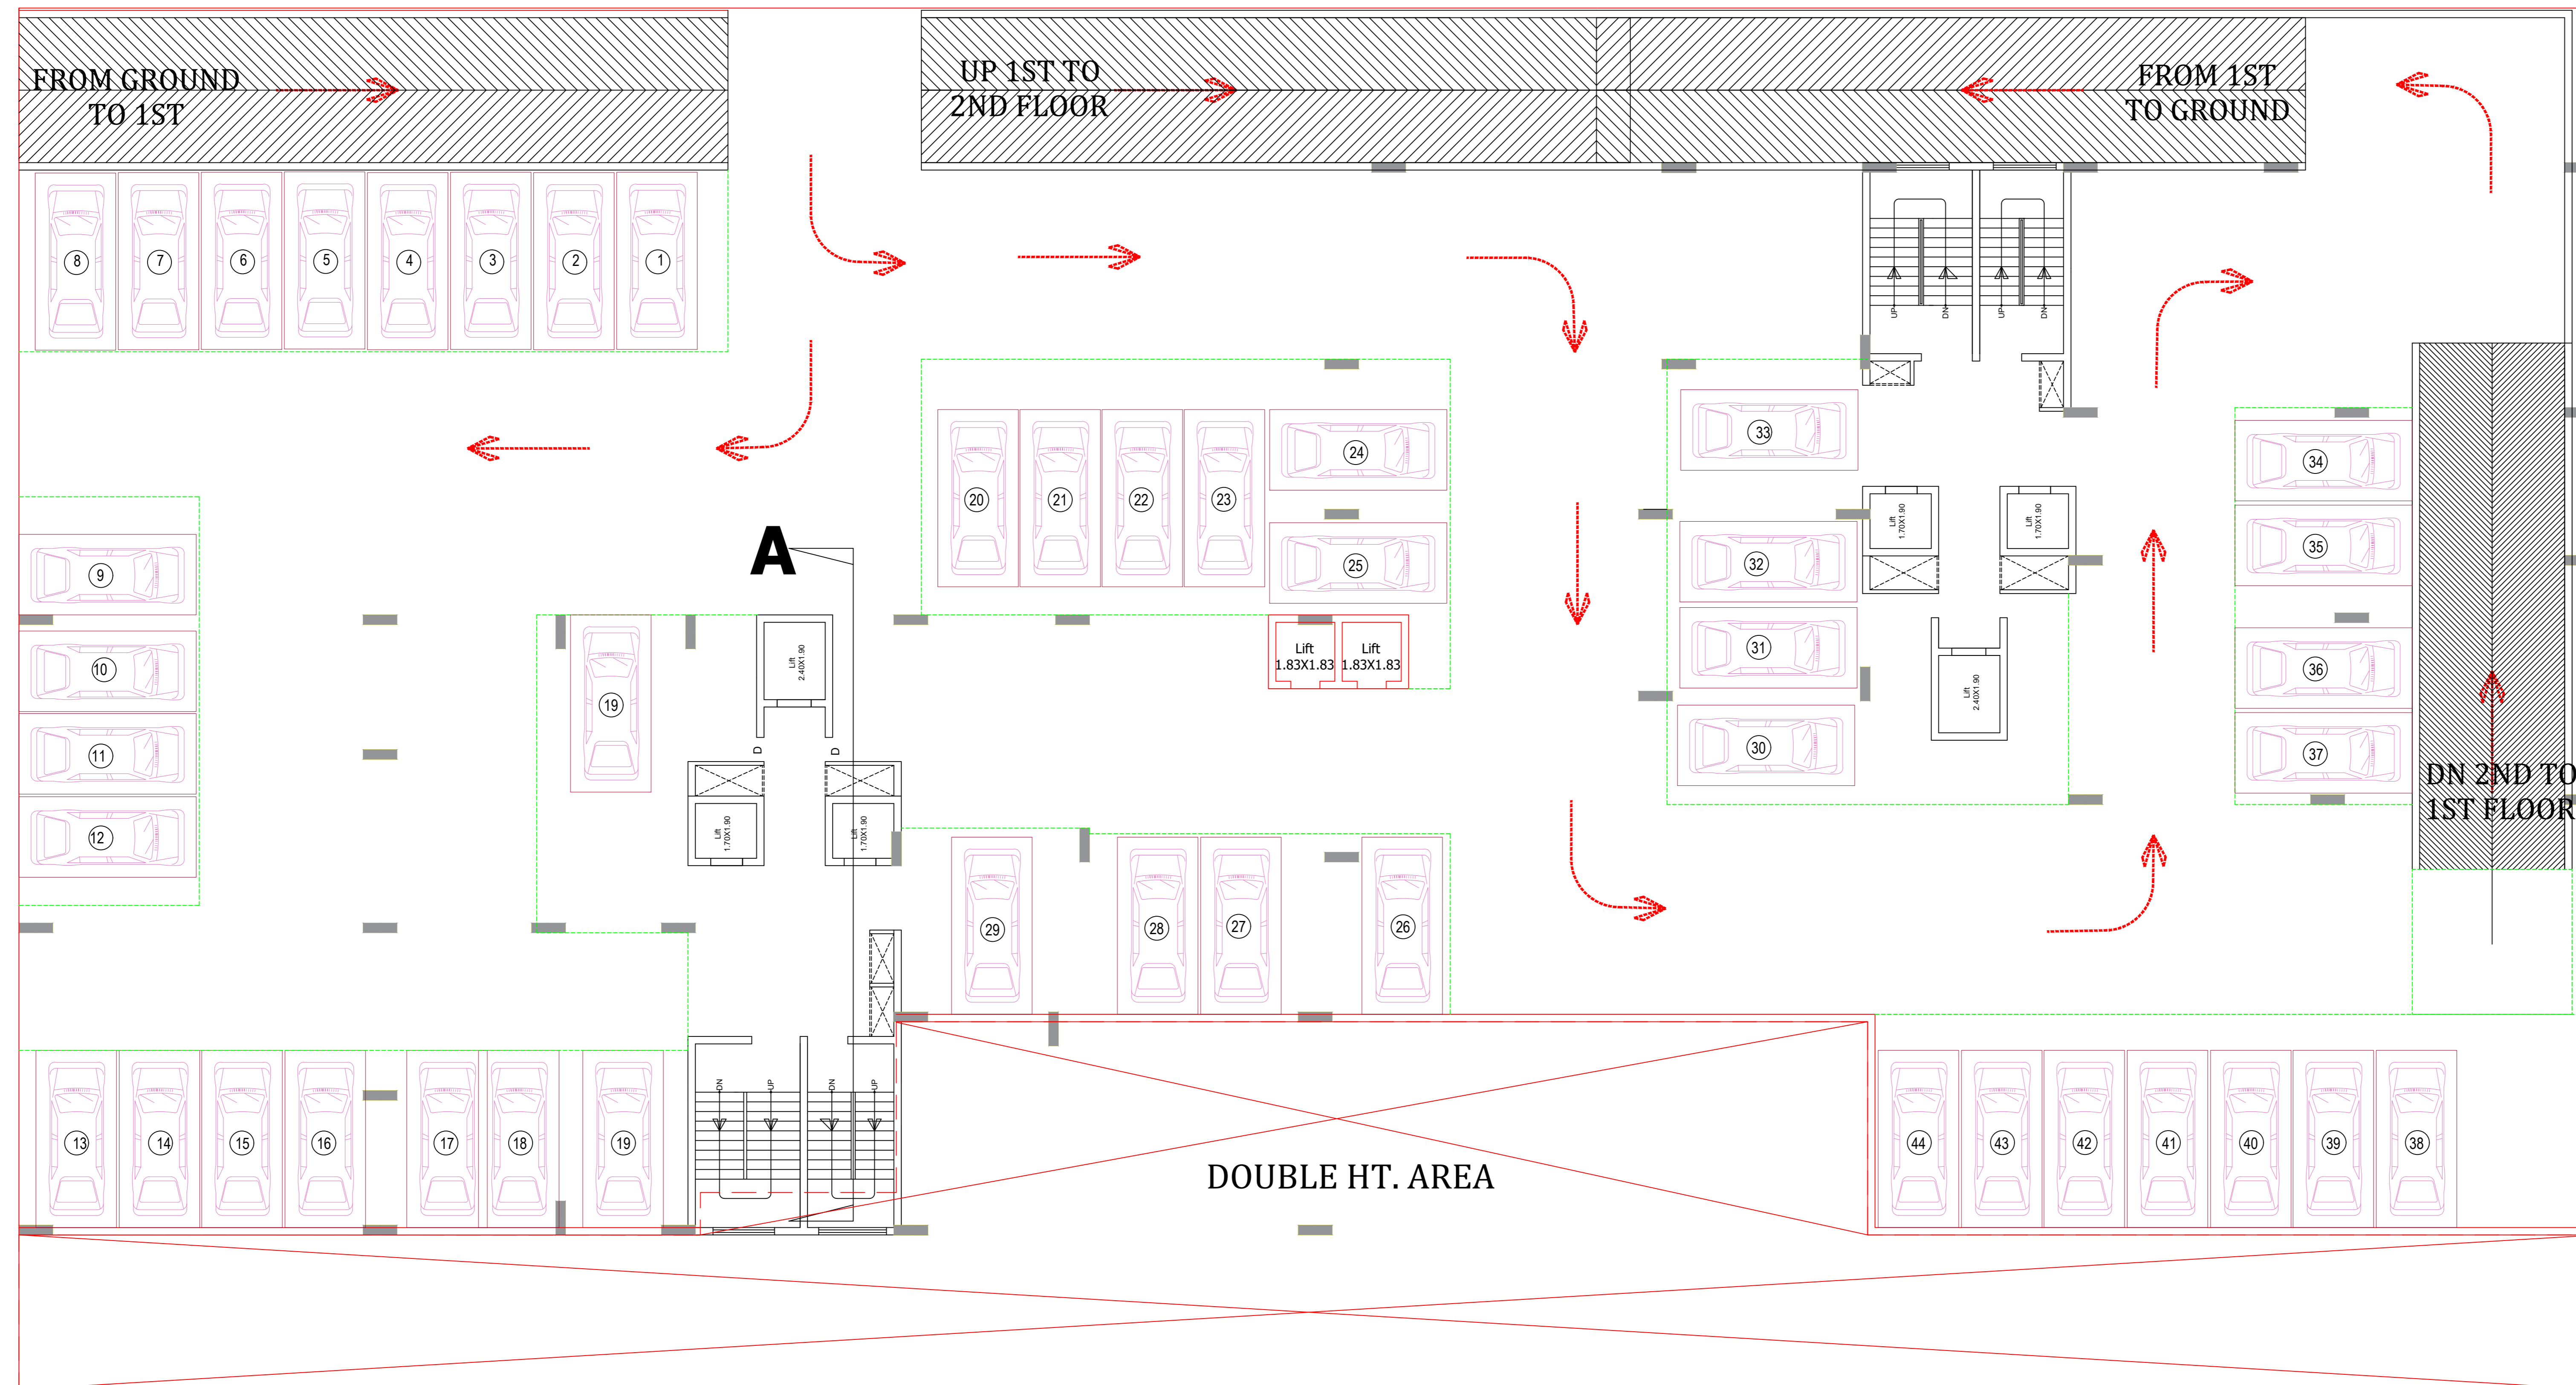 FROM GROUND
TO 1ST
UP 1ST TO
2ND FLOOR
FROM 1ST
TO GROUND
8
7
6
5
4
3
2
1
UP
DN
UP
DN
20
21
22
23
24
25
33
34
35
A
9
32
Lift
1.70X1.90
Lift
1.70X1.90
10
19
Lift
2.40X1.90
Lift
1.83X1.83
Lift
1.83X1.83
31
36
11
D
D
30
Lift
2.40X1.90
37
DN 2ND TO
1ST FLOOR
12
Lift
1.70X1.90
Lift
1.70X1.90
29
28
27
26
DN
UP
DN
UP
13
14
15
16
17
18
19
DOUBLE HT. AREA
44
43
42
41
40
39
38